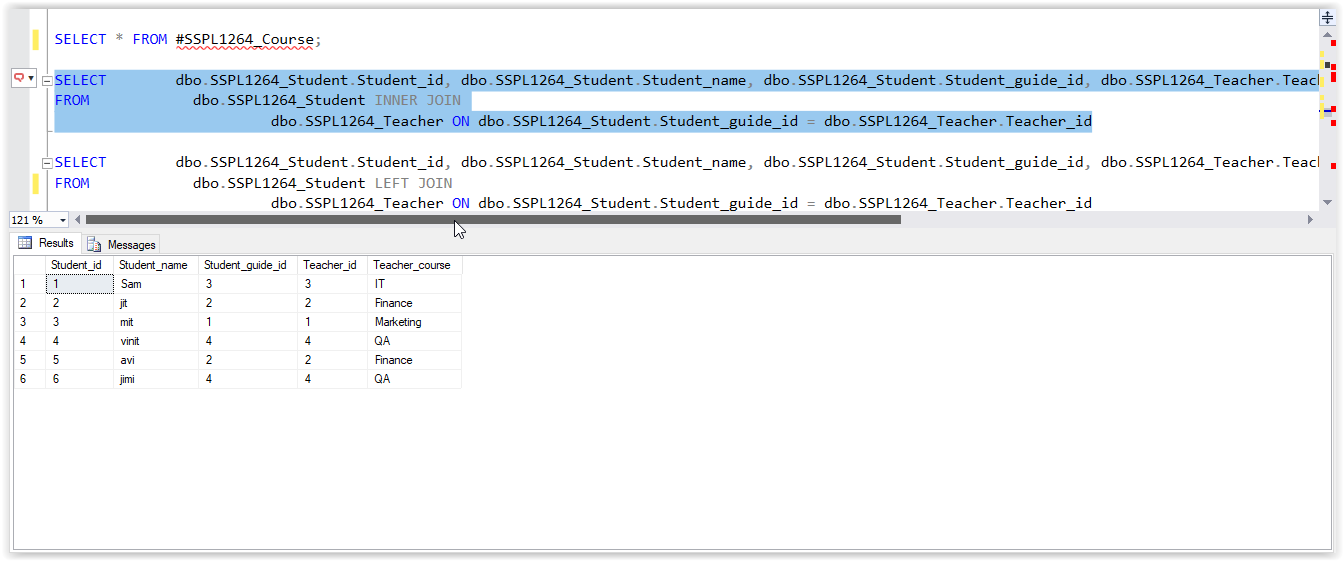 SELECT * FROM #SSPL1264_Course;
SELECT dbo.SSPL1264_Student.Student_id, dbo.SSPL1264_Student.Student_name, dbo.SSPL1264_Student.Student_guide_id, dbo.SSPL1264_Teacher.Teac
FROM dbo.SSPL1264_Student INNER JOIN
dbo.SSPL1264_Teacher ON dbo.SSPL1264_Student.Student_guide_id = dbo.SSPL1264_Teacher.Teacher_id
SELECT dbo.SSPL1264_Student.Student_id, dbo.SSPL1264_Student.Student_name, dbo.SSPL1264_Student.Student_guide_id, dbo.SSPL1264_Teacher.Teac
FROM dbo.SSPL1264_Student LEFT JOIN
dbo.SSPL1264_Teacher ON dbo.SSPL1264_Student.Student_guide_id = dbo.SSPL1264_Teacher.Teacher_id
121 %
Results Messages
Student_id Student_name Student_guide_id Teacher_id Teacher_course
1 1 Sam 3 3 IT
2 2 jit 2 2 Finance
3 3 mit 1 1 Marketing
4 4 vinit 4 4 QA
5 5 avi 2 2 Finance
6 6 jimi 4 4 QA